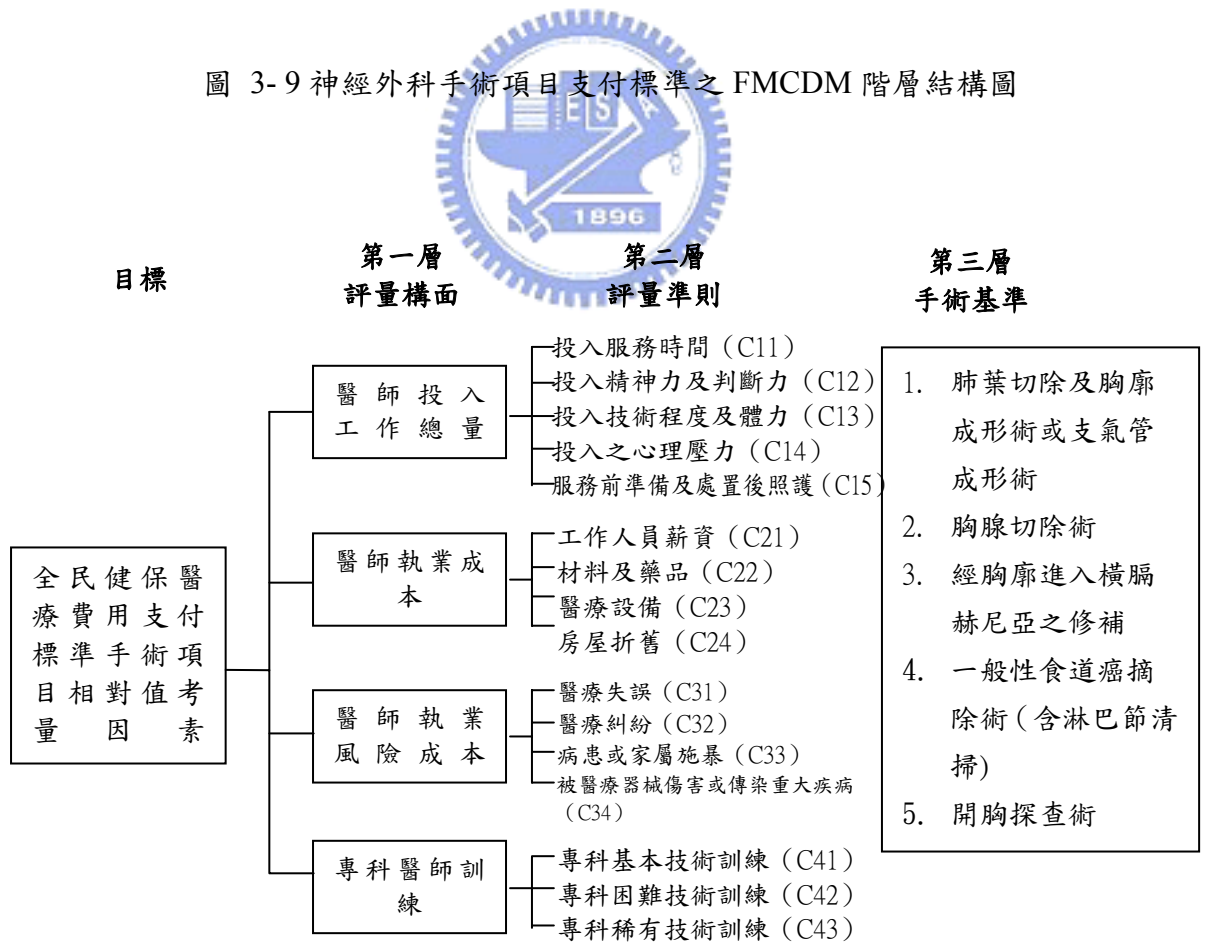 圖 3- 9 神經外科手術項目支付標準之 FMCDM 階層結構圖
E S A
1896
目標
第一層
評量構面
第二層
評量準則
第三層
手術基準
全民健保醫
療費用支付
標準手術項
目相對值考
量因素
醫師投入
工作總量
投入服務時間（C11）
投入精神力及判斷力（C12）
投入技術程度及體力（C13）
投入之心理壓力（C14）
服務前準備及處置後照護（C15）
醫師執業成
本
工作人員薪資（C21）
材料及藥品（C22）
醫療設備（C23）
房屋折舊（C24）
醫師執業
風險成本
醫療失誤（C31）
醫療糾紛（C32）
病患或家屬施暴（C33）
被醫療器械傷害或傳染重大疾病
（C34）
專科醫師訓
練
專科基本技術訓練（C41）
專科困難技術訓練（C42）
專科稀有技術訓練（C43）
1. 肺葉切除及胸廓
成形術或支氣管
成形術
2. 胸腺切除術
3. 經胸廓進入橫膈
赫尼亞之修補
4. 一般性食道癌摘
除術（含淋巴節清
掃)
5. 開胸探查術